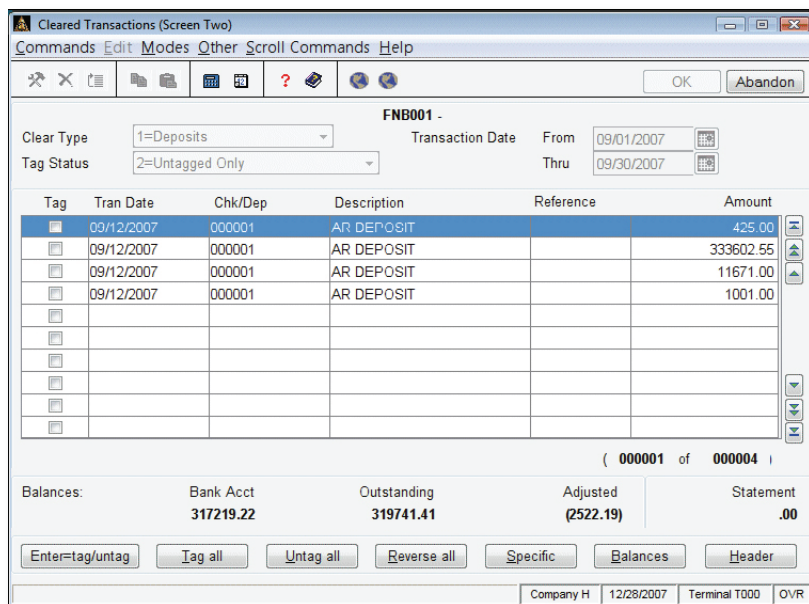 Cleared Transactions (Screen Two)
Commands Edit Modes Other Scroll Commands Help
OK Abandon
FNB001 -
Clear Type 1=Deposits Transaction Date From 09/01/2007
Tag Status 2=Untagged Only Thru 09/30/2007
Tag Tran Date Chk/Dep Description Reference Amount
09/12/2007 000001 AR DEPOSIT 425.00
09/12/2007 000001 AR DEPOSIT 333602.55
09/12/2007 000001 AR DEPOSIT 11671.00
09/12/2007 000001 AR DEPOSIT 1001.00
( 000001 of 000004 )
Balances: Bank Acct Outstanding Adjusted Statement
317219.22 319741.41 (2522.19) .00
Enter=tag/untag Tag all Untag all Reverse all Specific Balances Header
Company H 12/28/2007 Terminal T000 OVR